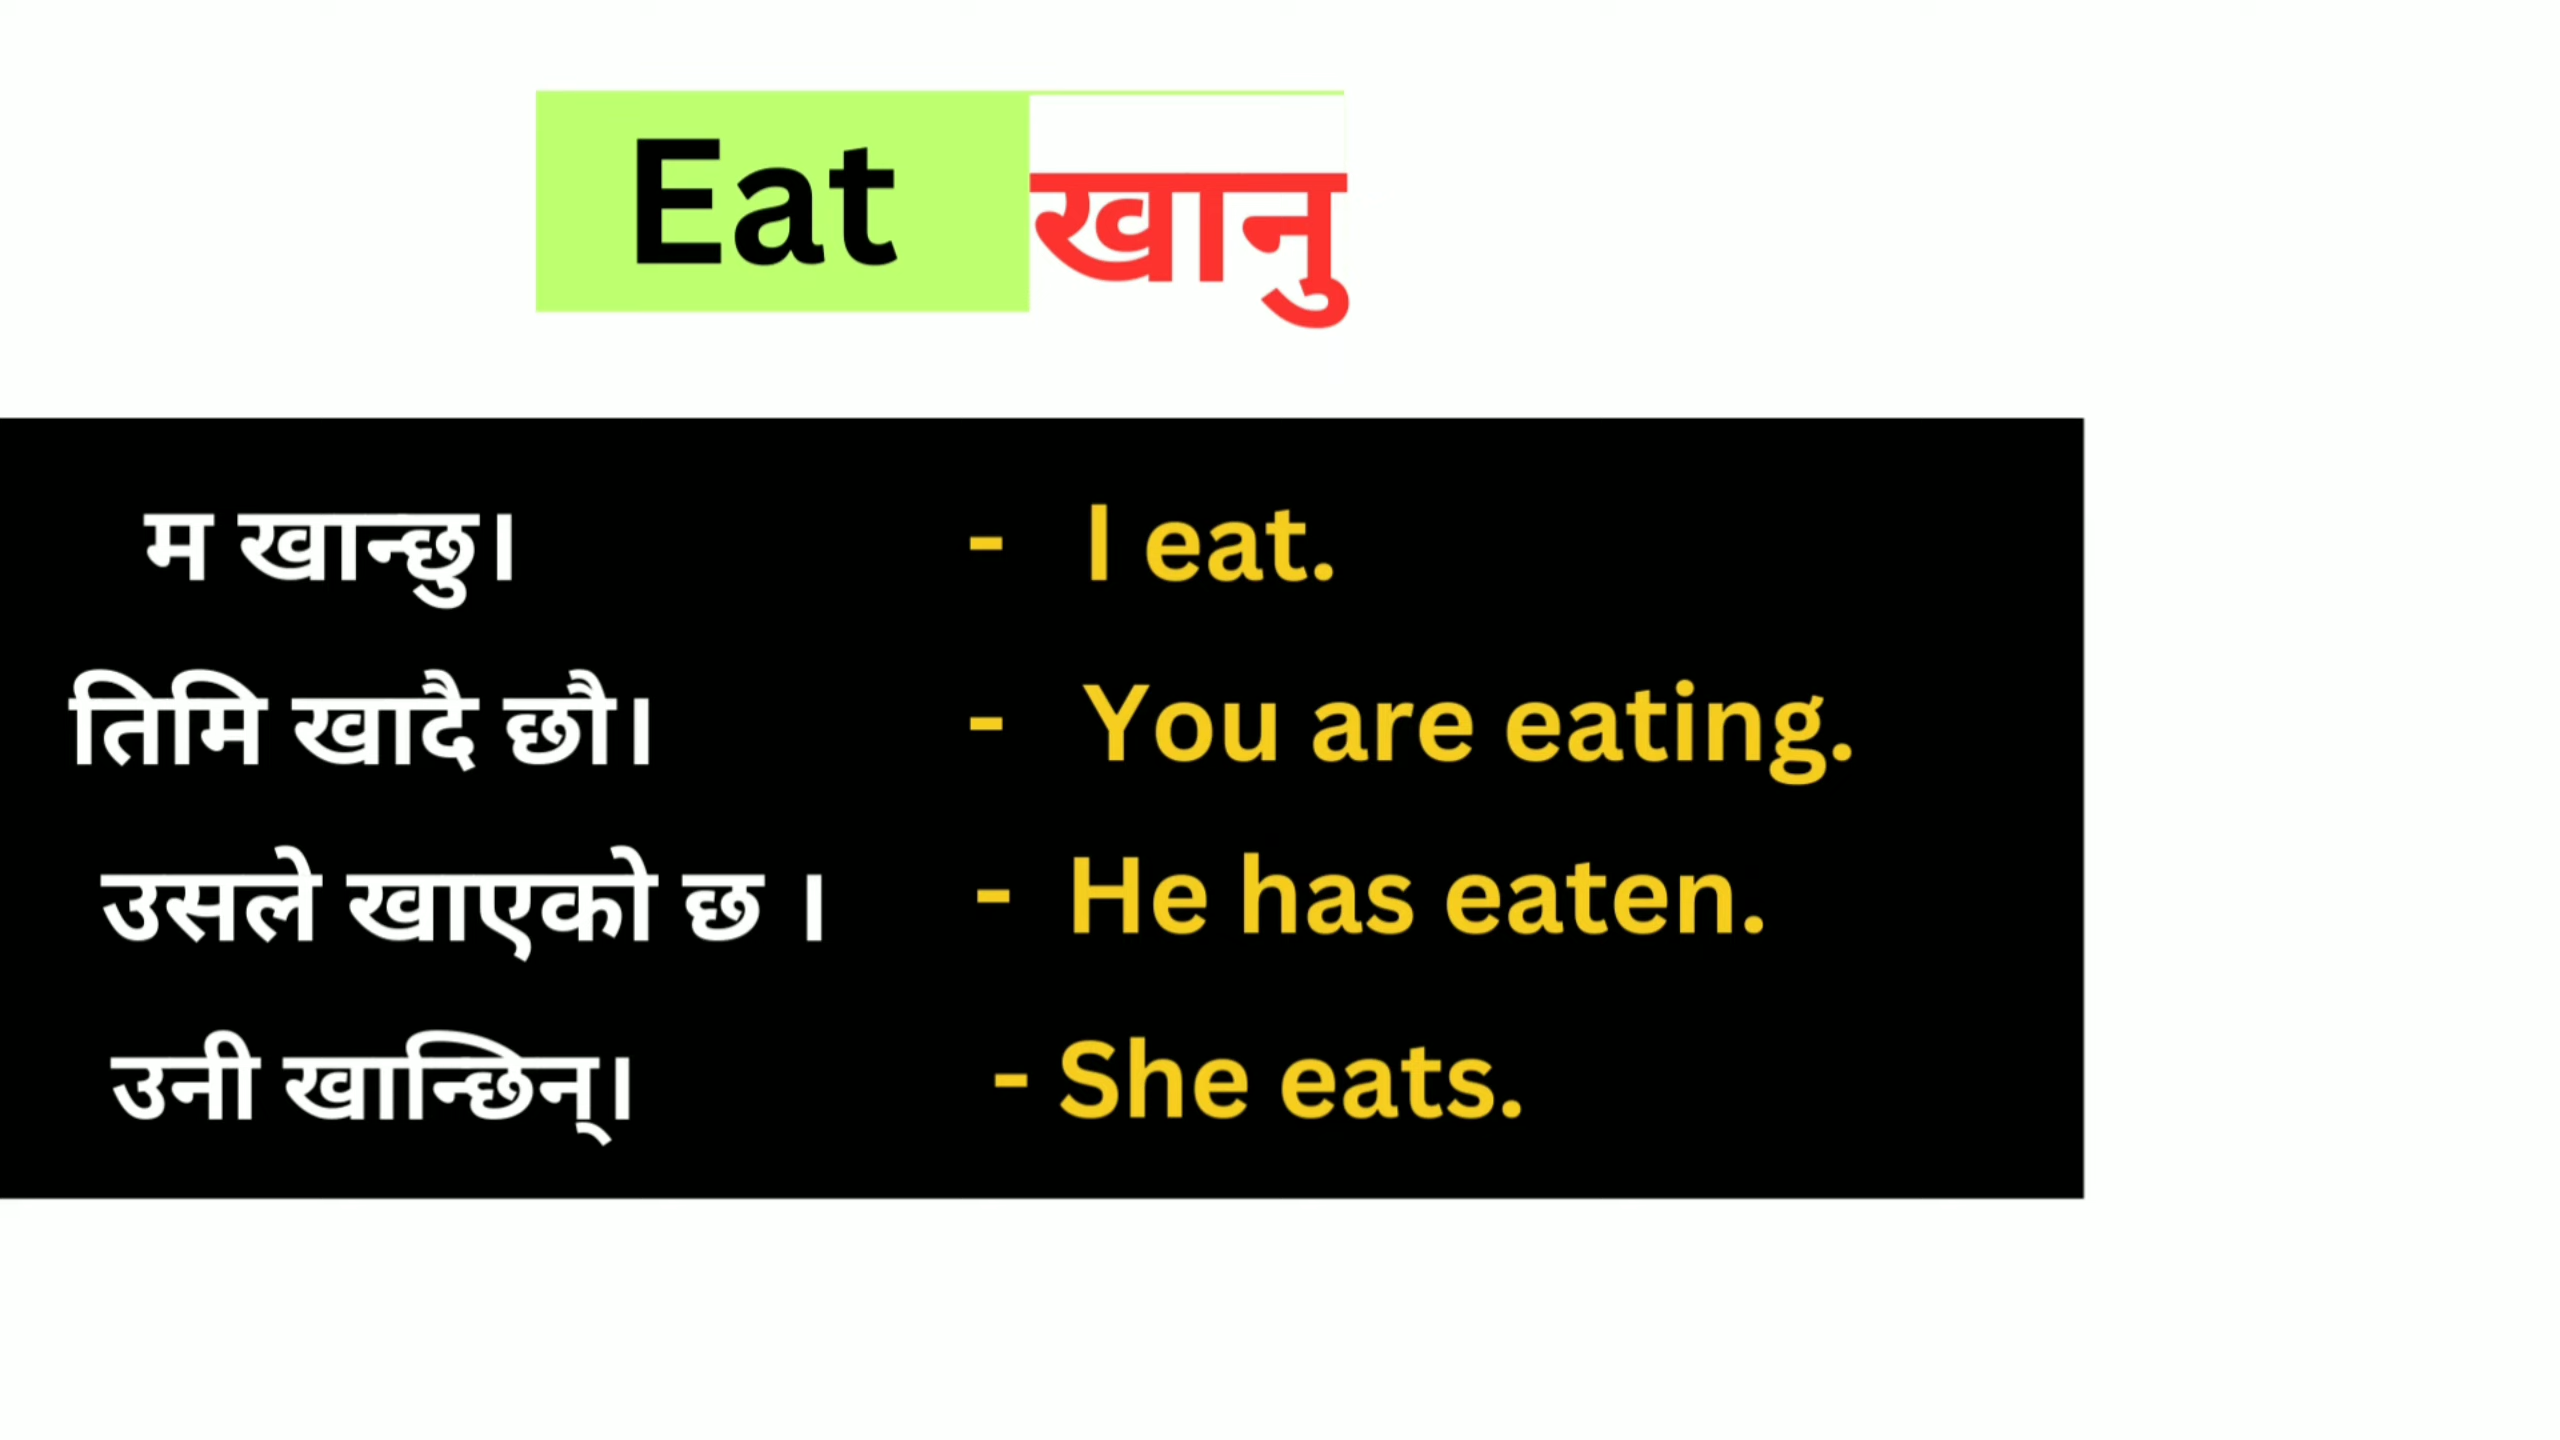 Eat खानु
म खान्छु। - I eat.
तिमि खादै छौ। - You are eating.
उसले खाएको छ । - He has eaten.
उनी खान्छिन्। - She eats.